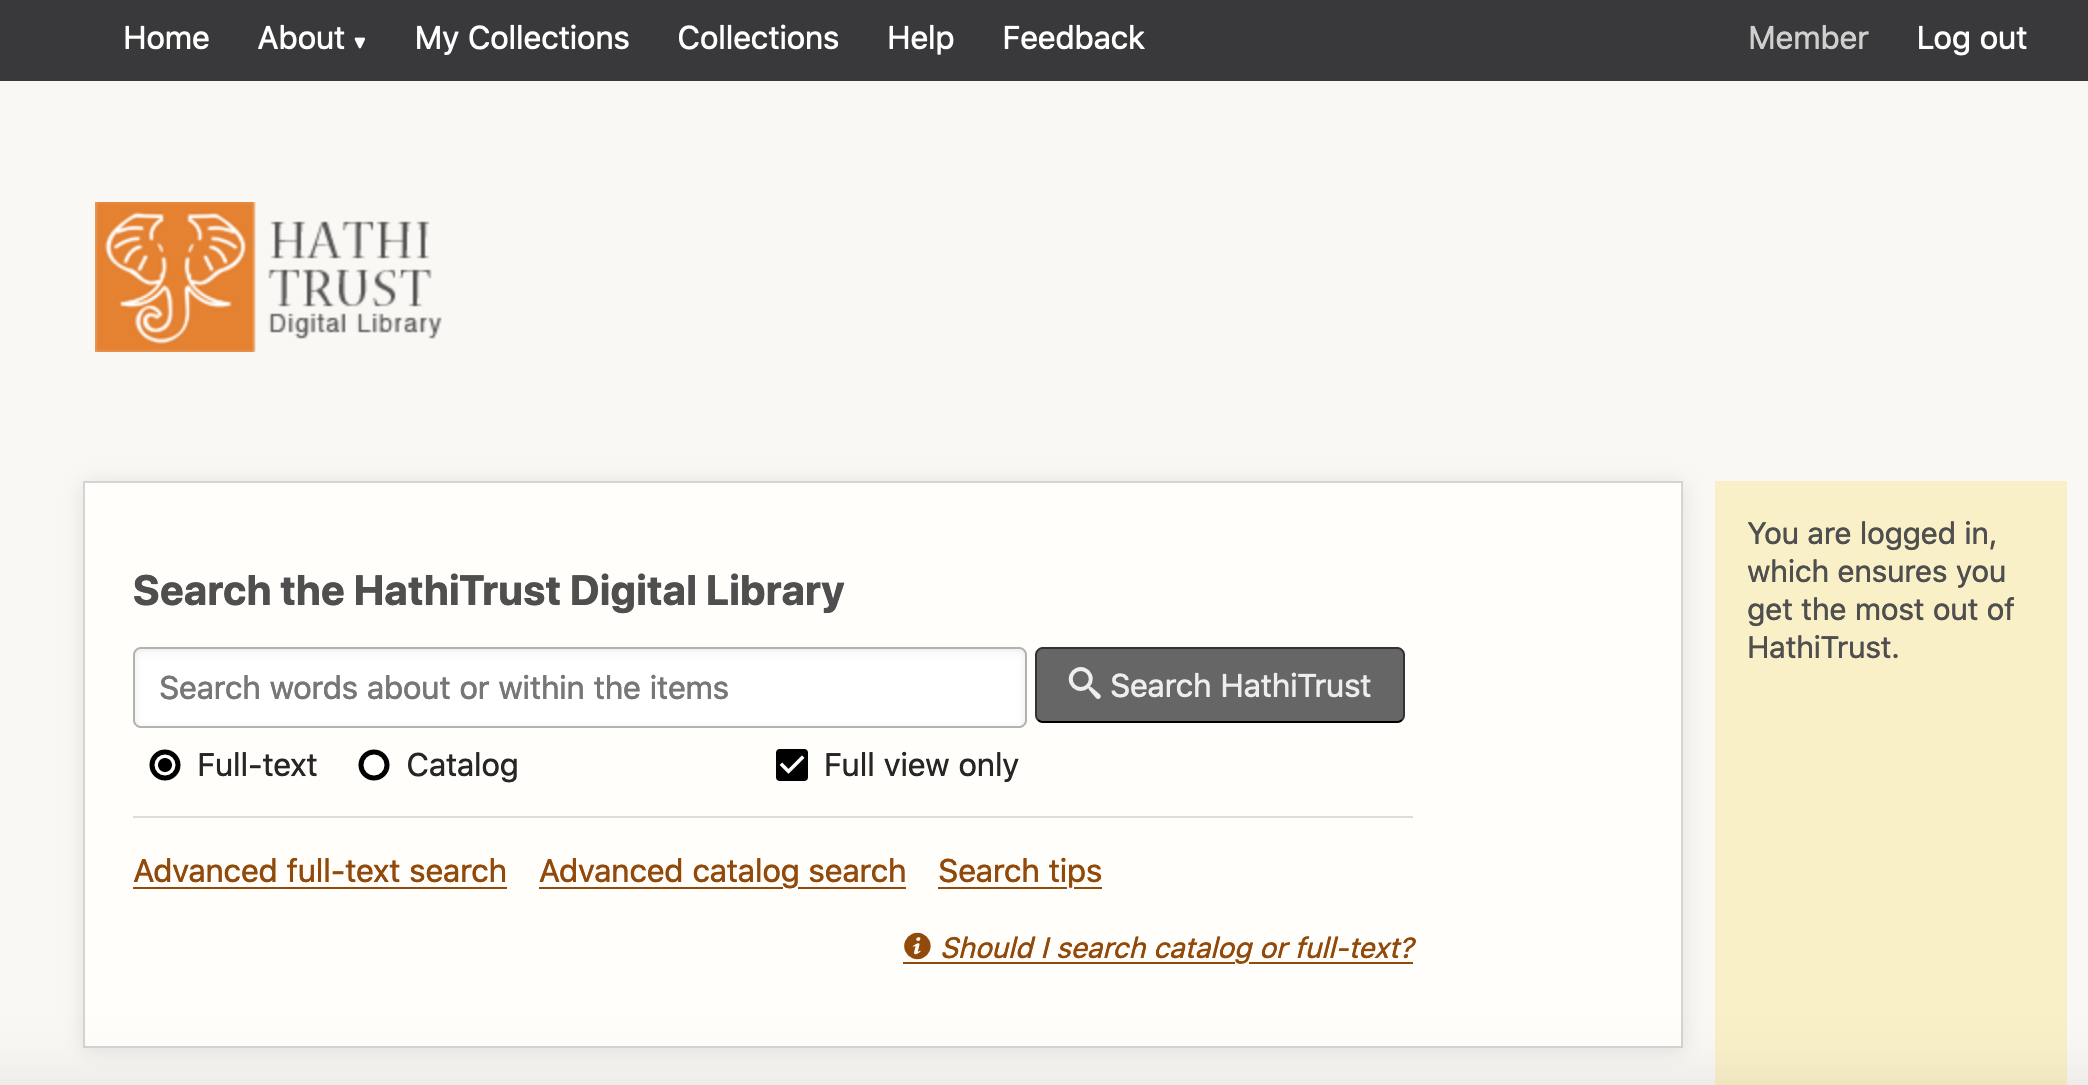 Home About ▾ My Collections Collections Help Feedback Member Log out
HATHI
TRUST
Digital Library
Search the HathiTrust Digital Library
Search words about or within the items Search HathiTrust
Full-text Catalog Full view only
Advanced full-text search Advanced catalog search Search tips
Should I search catalog or full-text?
You are logged in,
which ensures you
get the most out of
HathiTrust.